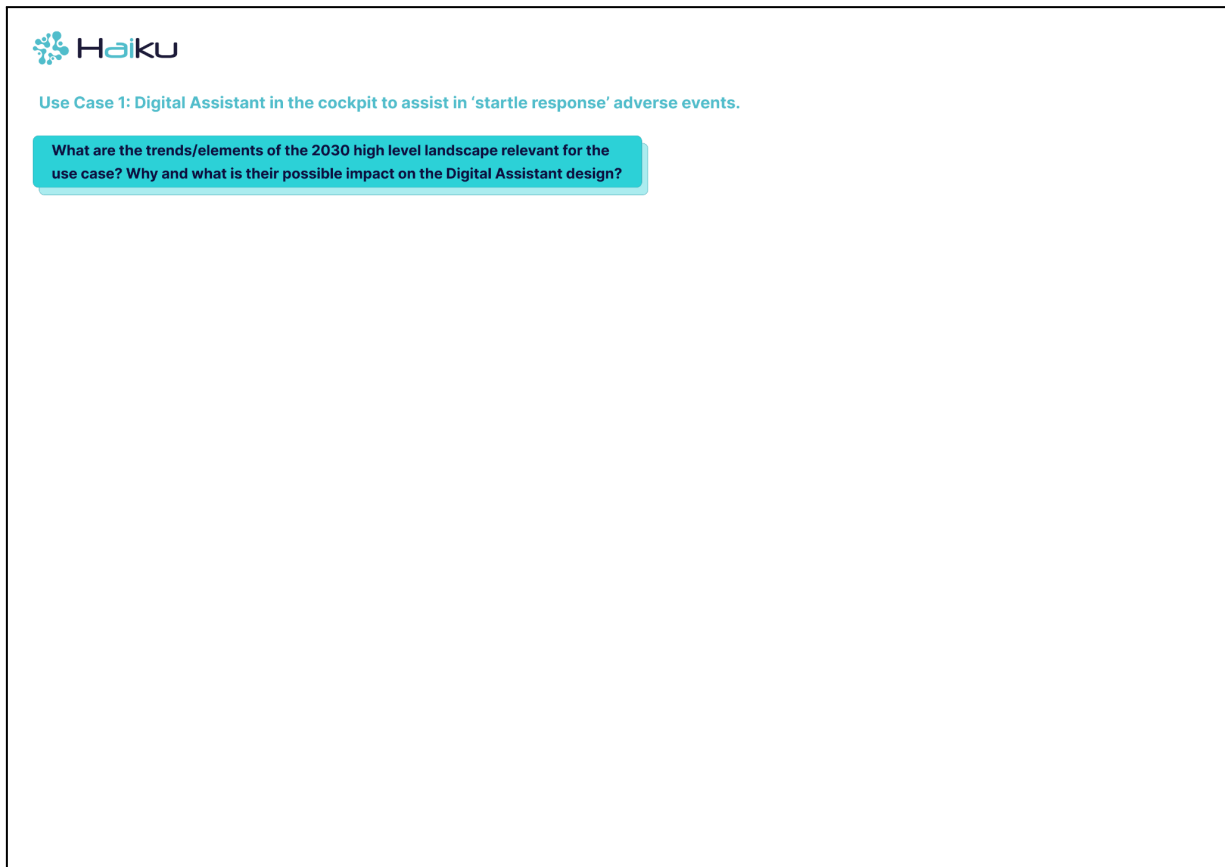 Haiku
Use Case 1: Digital Assistant in the cockpit to assist in ‘startle response’ adverse events.
What are the trends/elements of the 2030 high level landscape relevant for the
use case? Why and what is their possible impact on the Digital Assistant design?